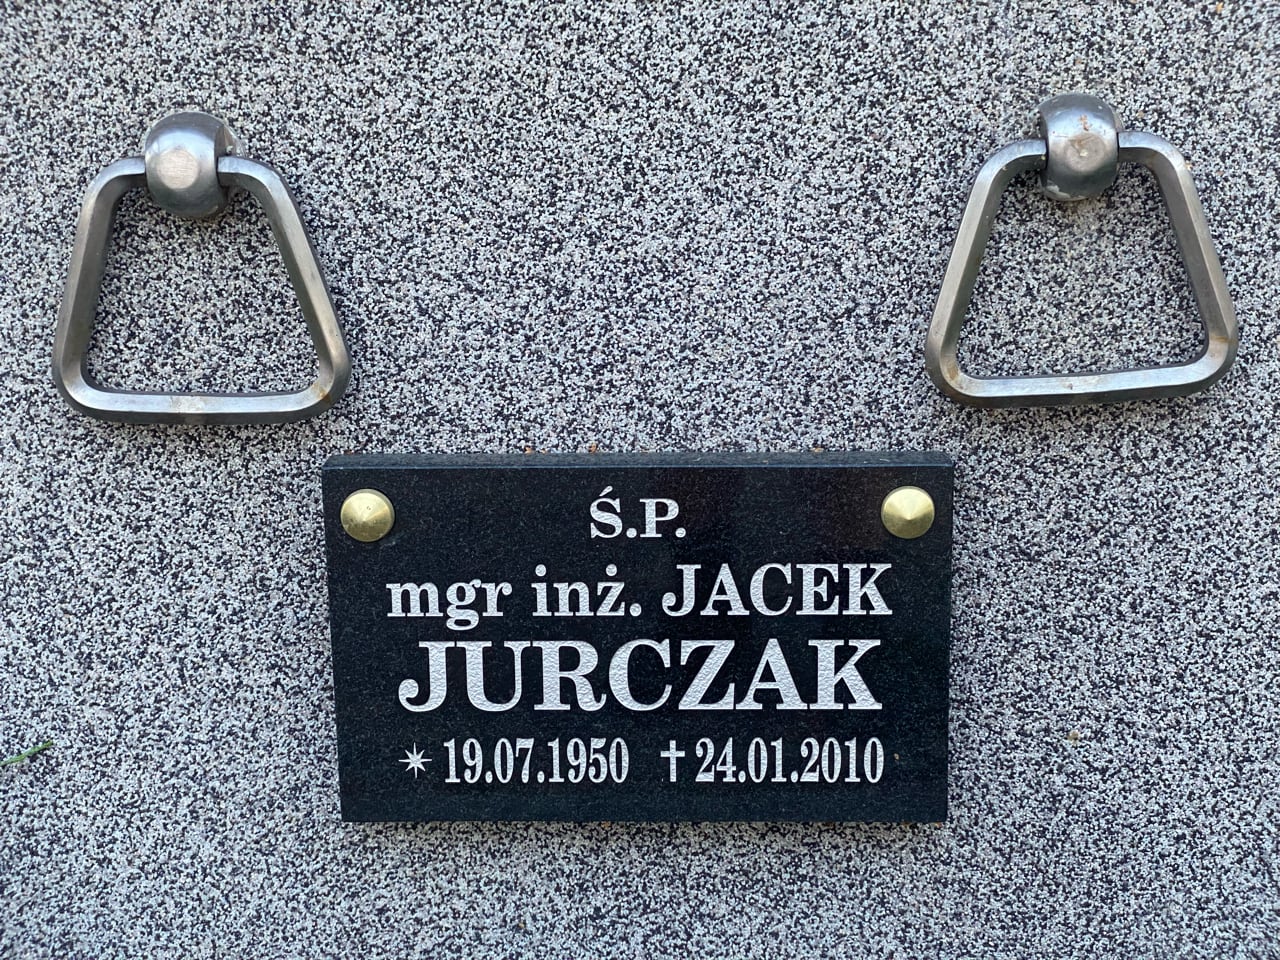 Ś.P.
mgr inż. JACEK
JURCZAK
* 19.07.1950 † 24.01.2010